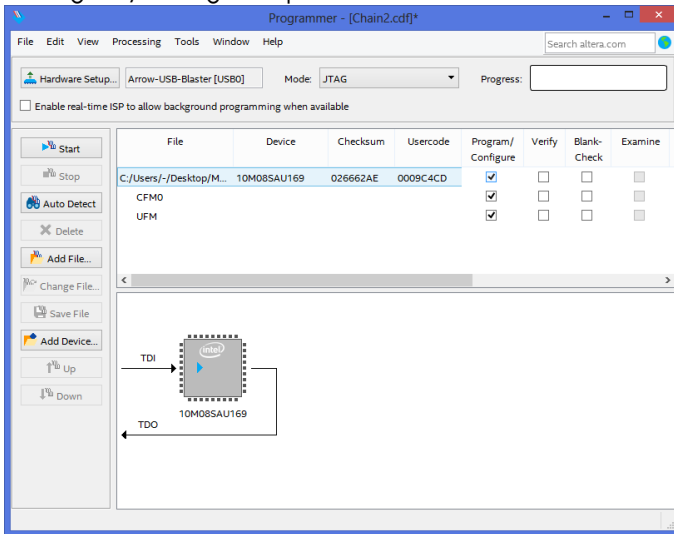 Programmer - [Chain2.cdf]*
File Edit View Processing Tools Window Help
Search altera.com
Hardware Setup... Arrow-USB-Blaster [USB0] Mode: JTAG Progress:
Enable real-time ISP to allow background programming when available
Start
Stop
Auto Detect
Delete
Add File...
Change File...
Save File
Add Device...
Up
Down
File Device Checksum Usercode Program/ Configure Verify Blank- Check Examine
C:/Users/-/Desktop/M... 10M08SAU169 026662AE 0009C4CD
CFM0
UFM
TDI
intel
10M08SAU169
TDO